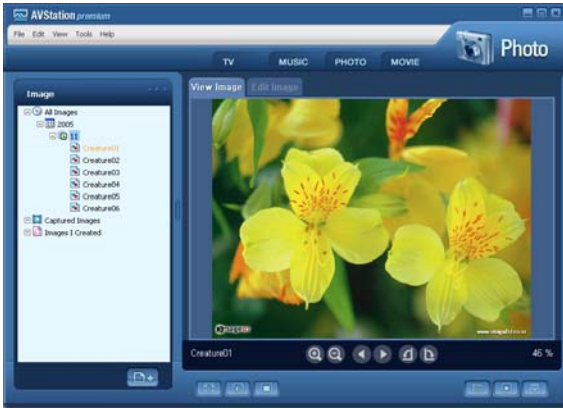 AVStation premium
File Edit View Tools Help
Photo
TV MUSIC PHOTO MOVIE
Image
View Image Edit Image
All Images
2005
11
Creature01
Creature02
Creature03
Creature04
Creature05
Creature06
Captured Images
Images I Created
Creature01
46 %